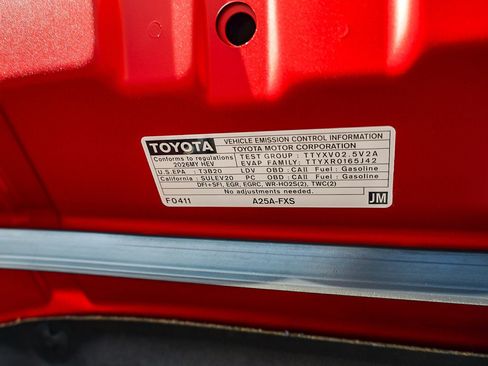 TOYOTA VEHICLE EMISSION CONTROL INFORMATION
TOYOTA MOTOR CORPORATION
Conforms to regulations TEST GROUP : TTYXV02.5V2A
2026MY HEV EVAP FAMILY: TTYXR0165J42
U.S.EPA : T3B20 LDV OBD : CAII Fuel : Gasoline
California : SULEV20 PC OBD : CAII Fuel : Gasoline
DFI+SFI, EGR, EGRC, WR-HO2S(2), TWC(2)
No adjustments needed.
F0411 A25A-FXS JM